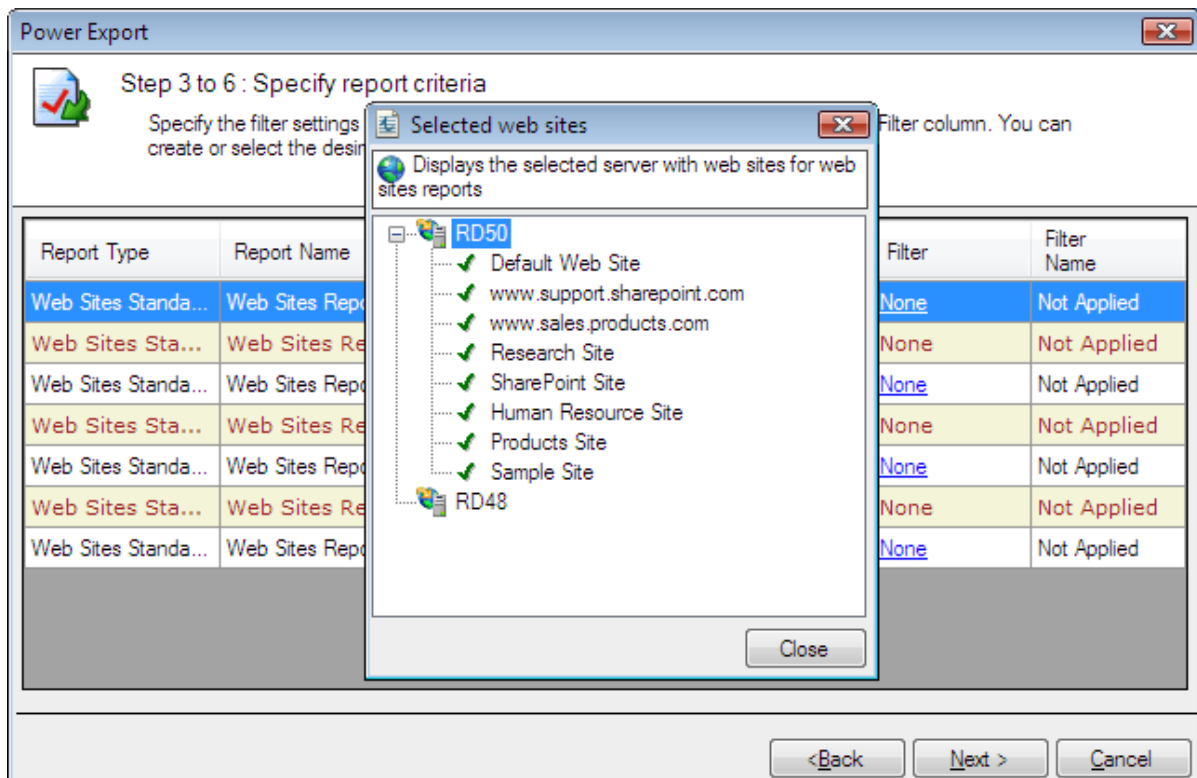 Power Export
Step 3 to 6 : Specify report criteria
Specify the filter settings
Filter column. You can
create or select the desir
Selected web sites
Displays the selected server with web sites for web
sites reports
RD50
Default Web Site
www.support.sharepoint.com
www.sales.products.com
Research Site
SharePoint Site
Human Resource Site
Products Site
Sample Site
RD48
Close
Report Type Report Name Filter Filter Name
Web Sites Standa... Web Sites Repo None Not Applied
Web Sites Sta... Web Sites Re None Not Applied
Web Sites Standa... Web Sites Repo None Not Applied
Web Sites Sta... Web Sites Re None Not Applied
Web Sites Standa... Web Sites Repo None Not Applied
Web Sites Sta... Web Sites Re None Not Applied
Web Sites Standa... Web Sites Repo None Not Applied
<Back Next > Cancel